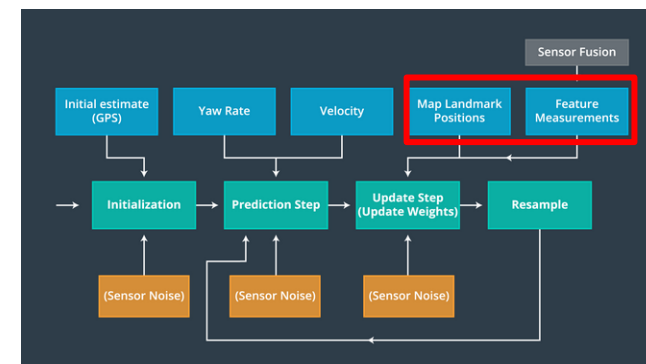 Sensor Fusion
Initial estimate
(GPS)
Yaw Rate
Velocity
Map Landmark
Positions
Feature
Measurements
Initialization
Prediction Step
Update Step
(Update Weights)
Resample
(Sensor Noise)
(Sensor Noise)
(Sensor Noise)